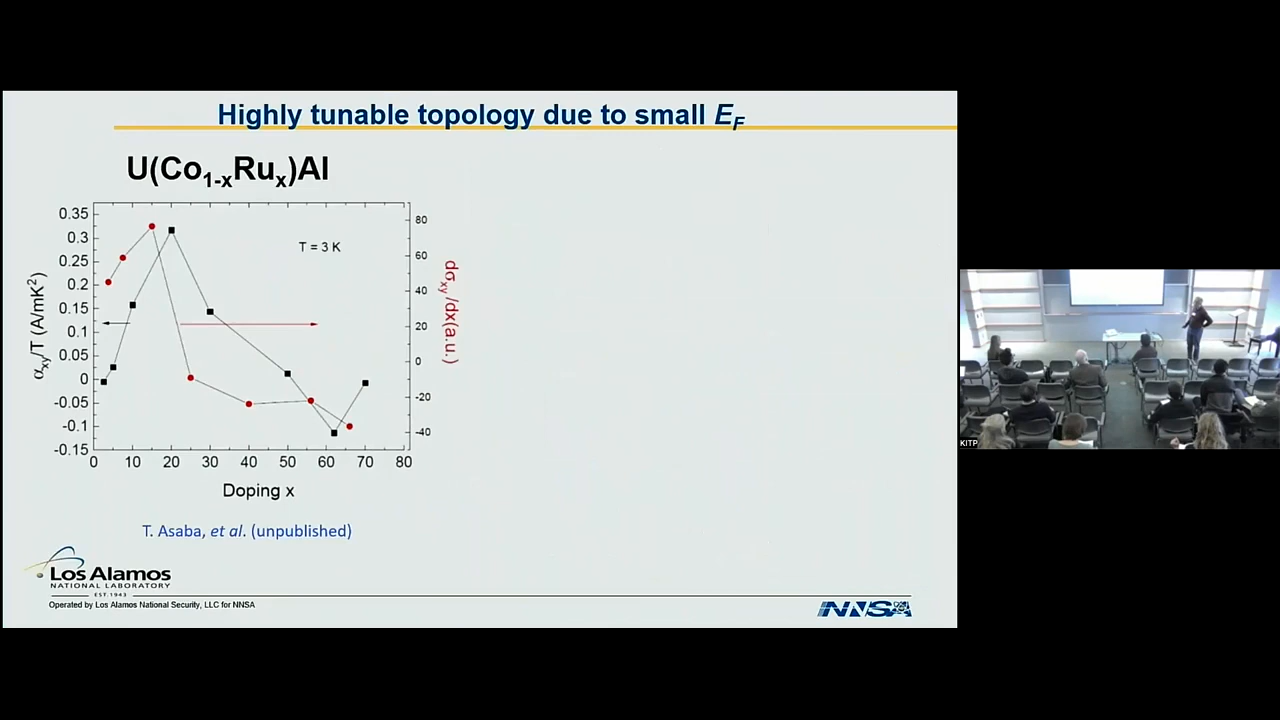 Highly tunable topology due to small E_F
U(Co_{1-x}Ru_x)Al
0.35
0.3
0.25
0.2
0.15
0.1
0.05
0
-0.05
-0.1
-0.15
α_xy/T (A/mK²)
T = 3 K
80
60
40
20
0
-20
-40
dσ_xy/dx(a.u.)
0 10 20 30 40 50 60 70 80
Doping x
T. Asaba, et al. (unpublished)
Los Alamos
NATIONAL LABORATORY
EST. 1943
Operated by Los Alamos National Security, LLC for NNSA
NNSA
KITP